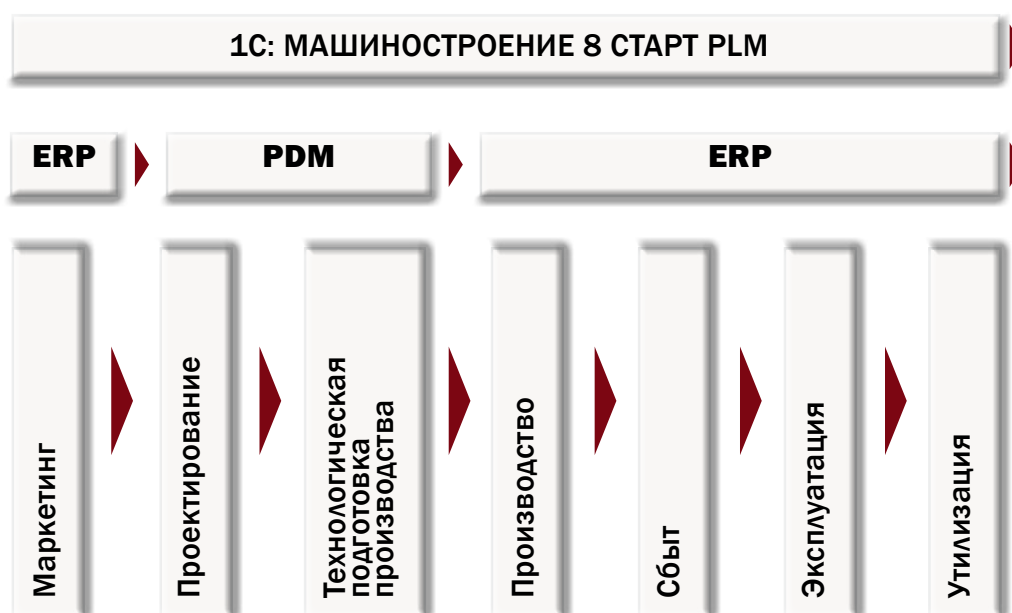 1С: МАШИНОСТРОЕНИЕ 8 СТАРТ PLM
ERP
PDM
ERP
Маркетинг
Проектирование
Технологическая
подготовка
производства
Производство
Сбыт
Эксплуатация
Утилизация